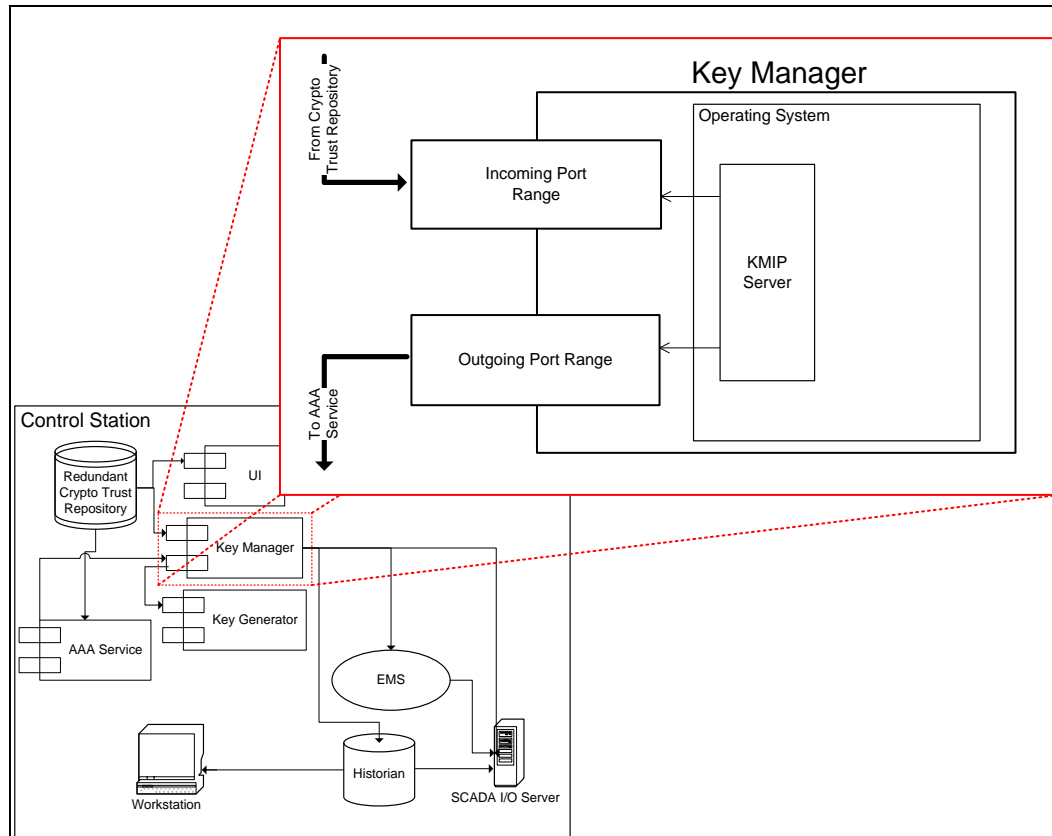 Key Manager
Operating System
From Crypto
Trust Repository
Incoming Port
Range
KMIP
Server
Outgoing Port Range
To AAA
Service
Control Station
Redundant
Crypto Trust
Repository
UI
Key Manager
Key Generator
AAA Service
EMS
Historian
Workstation
SCADA I/O Server